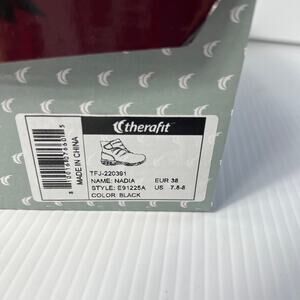 therafit
MADE IN CHINA
TFJ-220391
NAME: NADIA EUR 38
STYLE: E91225A US 7.5-8
COLOR: BLACK